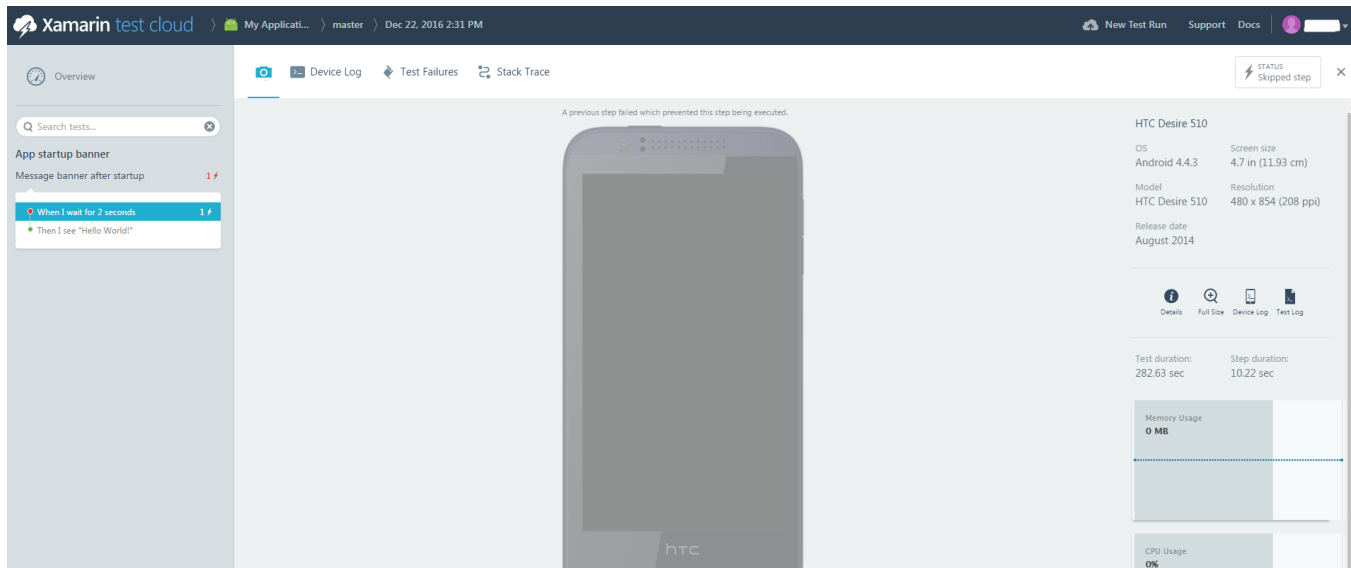 Xamarin test cloud
My Applicati...
master
Dec 22, 2016 2:31 PM
New Test Run
Support
Docs
Overview
Device Log
Test Failures
Stack Trace
STATUS
Skipped step
Search tests...
App startup banner
Message banner after startup 1
When I wait for 2 seconds 1
Then I see "Hello World!"
A previous step failed which prevented this step being executed.
hTC
HTC Desire 510
OS Screen size
Android 4.4.3 4.7 in (11.93 cm)
Model Resolution
HTC Desire 510 480 x 854 (208 ppi)
Release date
August 2014
Details Full Size Device Log Test Log
Test duration: Step duration:
282.63 sec 10.22 sec
Memory Usage
0 MB
CPU Usage
0%